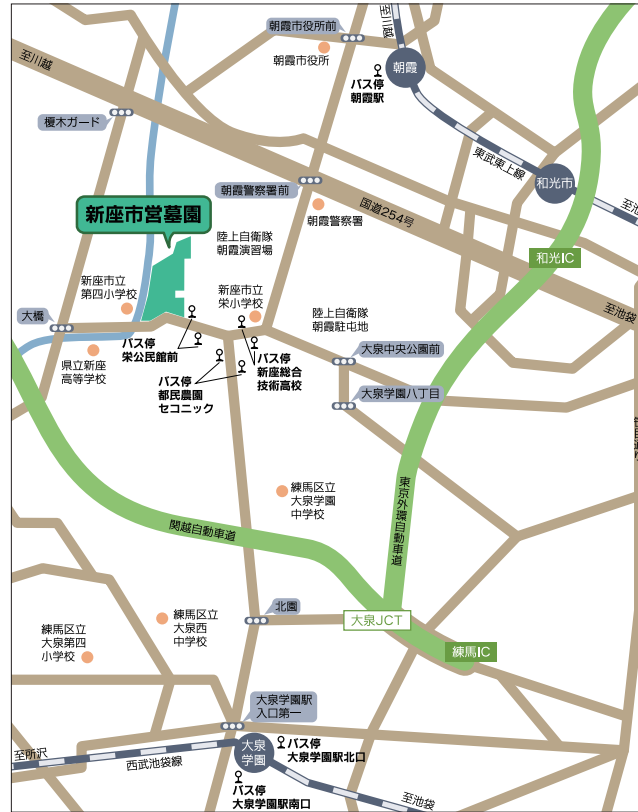 朝霞市役所前
至川越
至川越
朝霞市役所
朝霞
バス停
朝霞駅
榎木ガード
東武東上線
和光市
至池
朝霞警察署前
国道254号
新座市営墓園
朝霞警察署
陸上自衛隊
朝霞演習場
和光IC
新座市立
第四小学校
新座市立
栄小学校
陸上自衛隊
朝霞駐屯地
至池袋
大橋
バス停
栄公民館前
県立新座
高等学校
バス停
新座総合
技術高校
大泉中央公園前
バス停
都民農園
セコニック
大泉学園八丁目
練馬区立
大泉学園
中学校
東京外環自動車道
関越自動車道
北園
大泉JCT
練馬区立
大泉西
中学校
練馬区立
大泉第四
小学校
練馬IC
大泉学園駅
入口第一
至所沢
西武池袋線
大泉
学園
バス停
大泉学園駅北口
バス停
大泉学園駅南口
至池袋